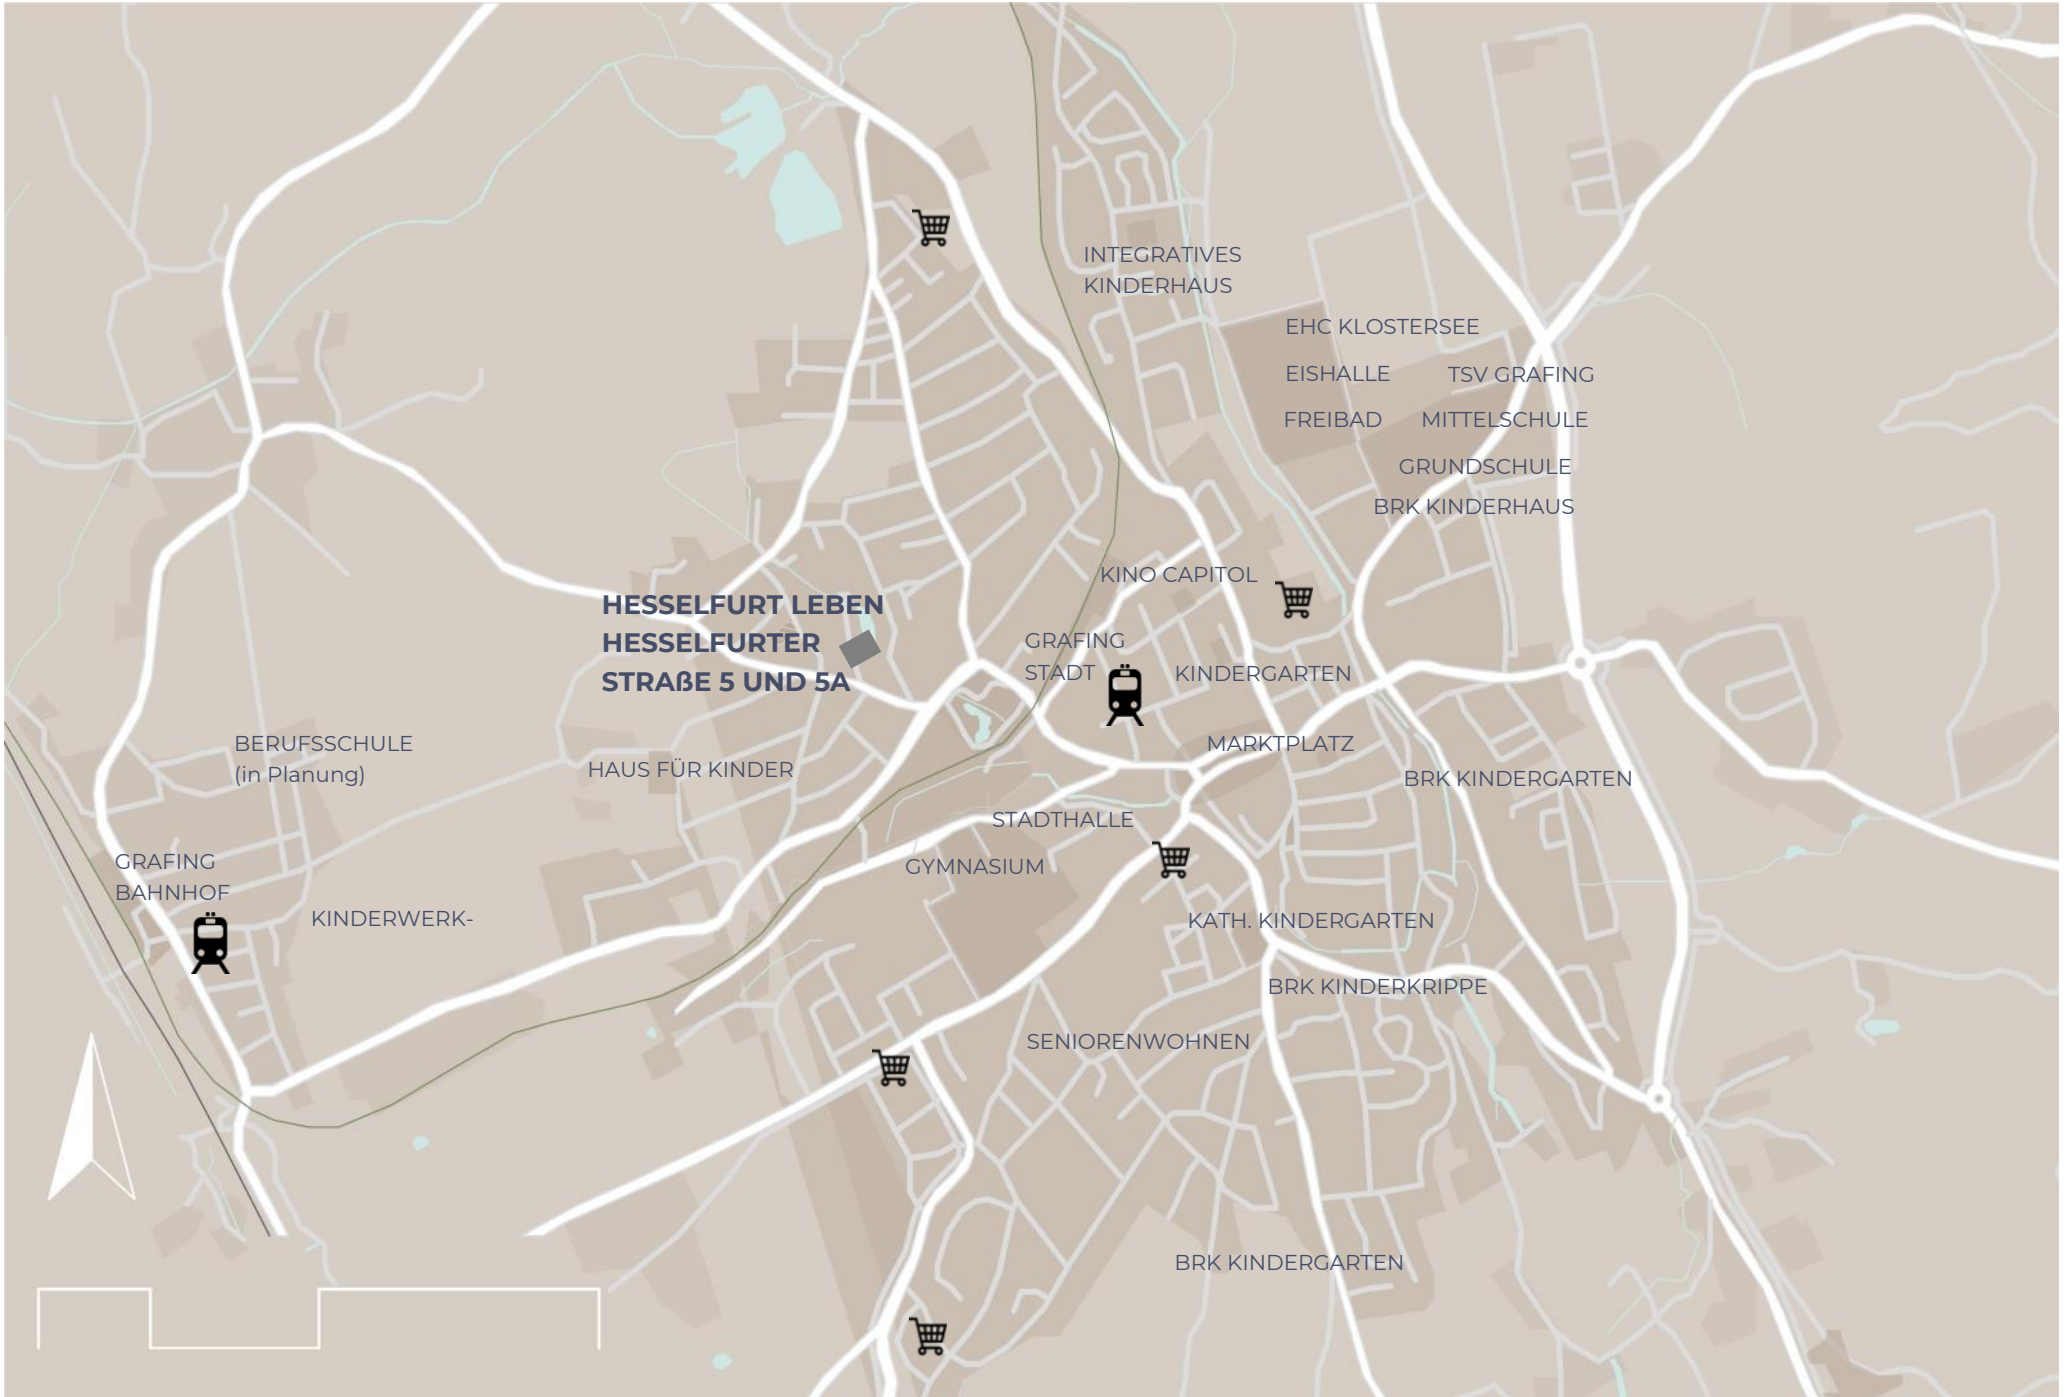 INTEGRATIVES
KINDERHAUS
EHC KLOSTERSEE
EISHALLE
TSV GRAFING
FREIBAD
MITTELSCHULE
GRUNDSCHULE
BRK KINDERHAUS
KINO CAPITOL
HESSELFURT LEBEN
HESSELFURTER
STRAßE 5 UND 5A
GRAFING
STADT
KINDERGARTEN
MARKTPLATZ
BERUFSSCHULE
(in Planung)
HAUS FÜR KINDER
BRK KINDERGARTEN
STADTHALLE
GYMNASIUM
GRAFING
BAHNHOF
KINDERWERK-
KATH. KINDERGARTEN
BRK KINDERKRIPPE
SENIORENWOHNEN
BRK KINDERGARTEN